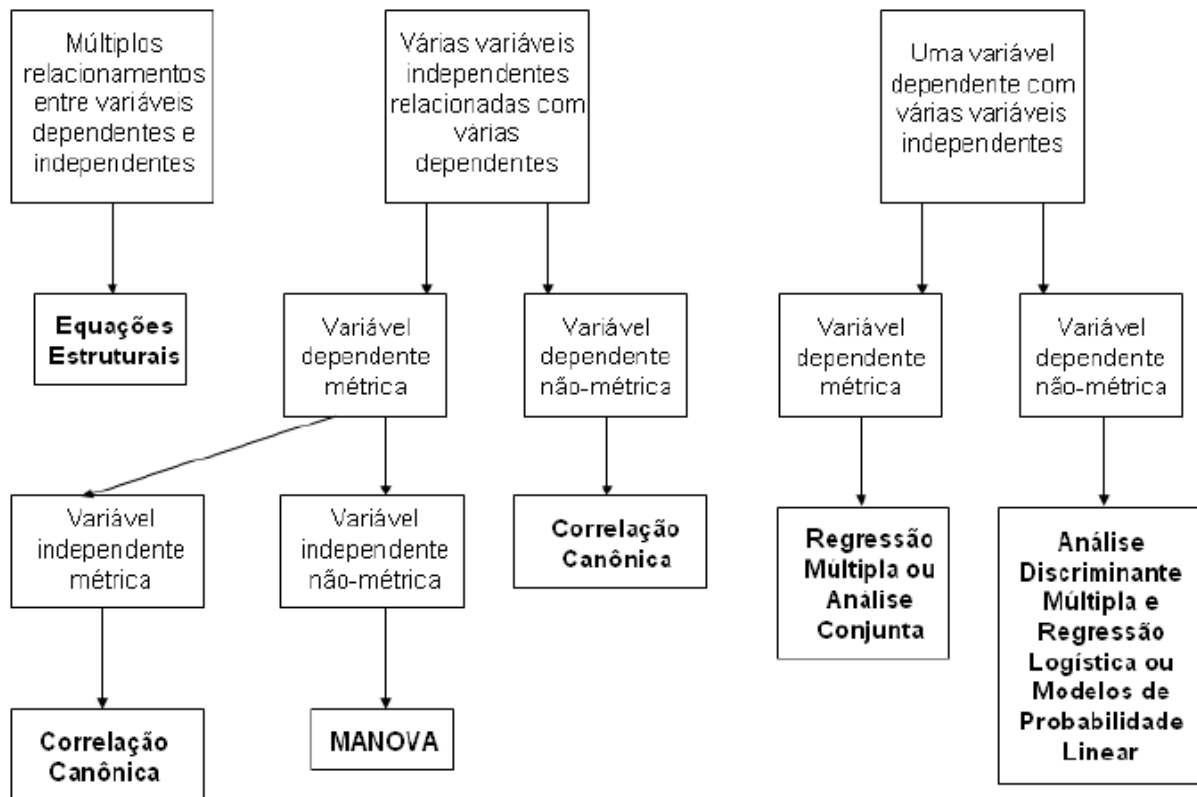 Múltiplos
relacionamentos
entre variáveis
dependentes e
independentes
Várias variáveis
independentes
relacionadas com
várias
dependentes
Uma variável
dependente com
várias variáveis
independentes
Equações
Estruturais
Variável
dependente
métrica
Variável
dependente
não-métrica
Variável
dependente
métrica
Variável
dependente
não-métrica
Variável
independente
métrica
Variável
independente
não-métrica
Correlação
Canônica
Regressão
Múltipla ou
Análise
Conjunta
Análise
Discriminante
Múltipla e
Regressão
Logística ou
Modelos de
Probabilidade
Linear
Correlação
Canônica
MANOVA